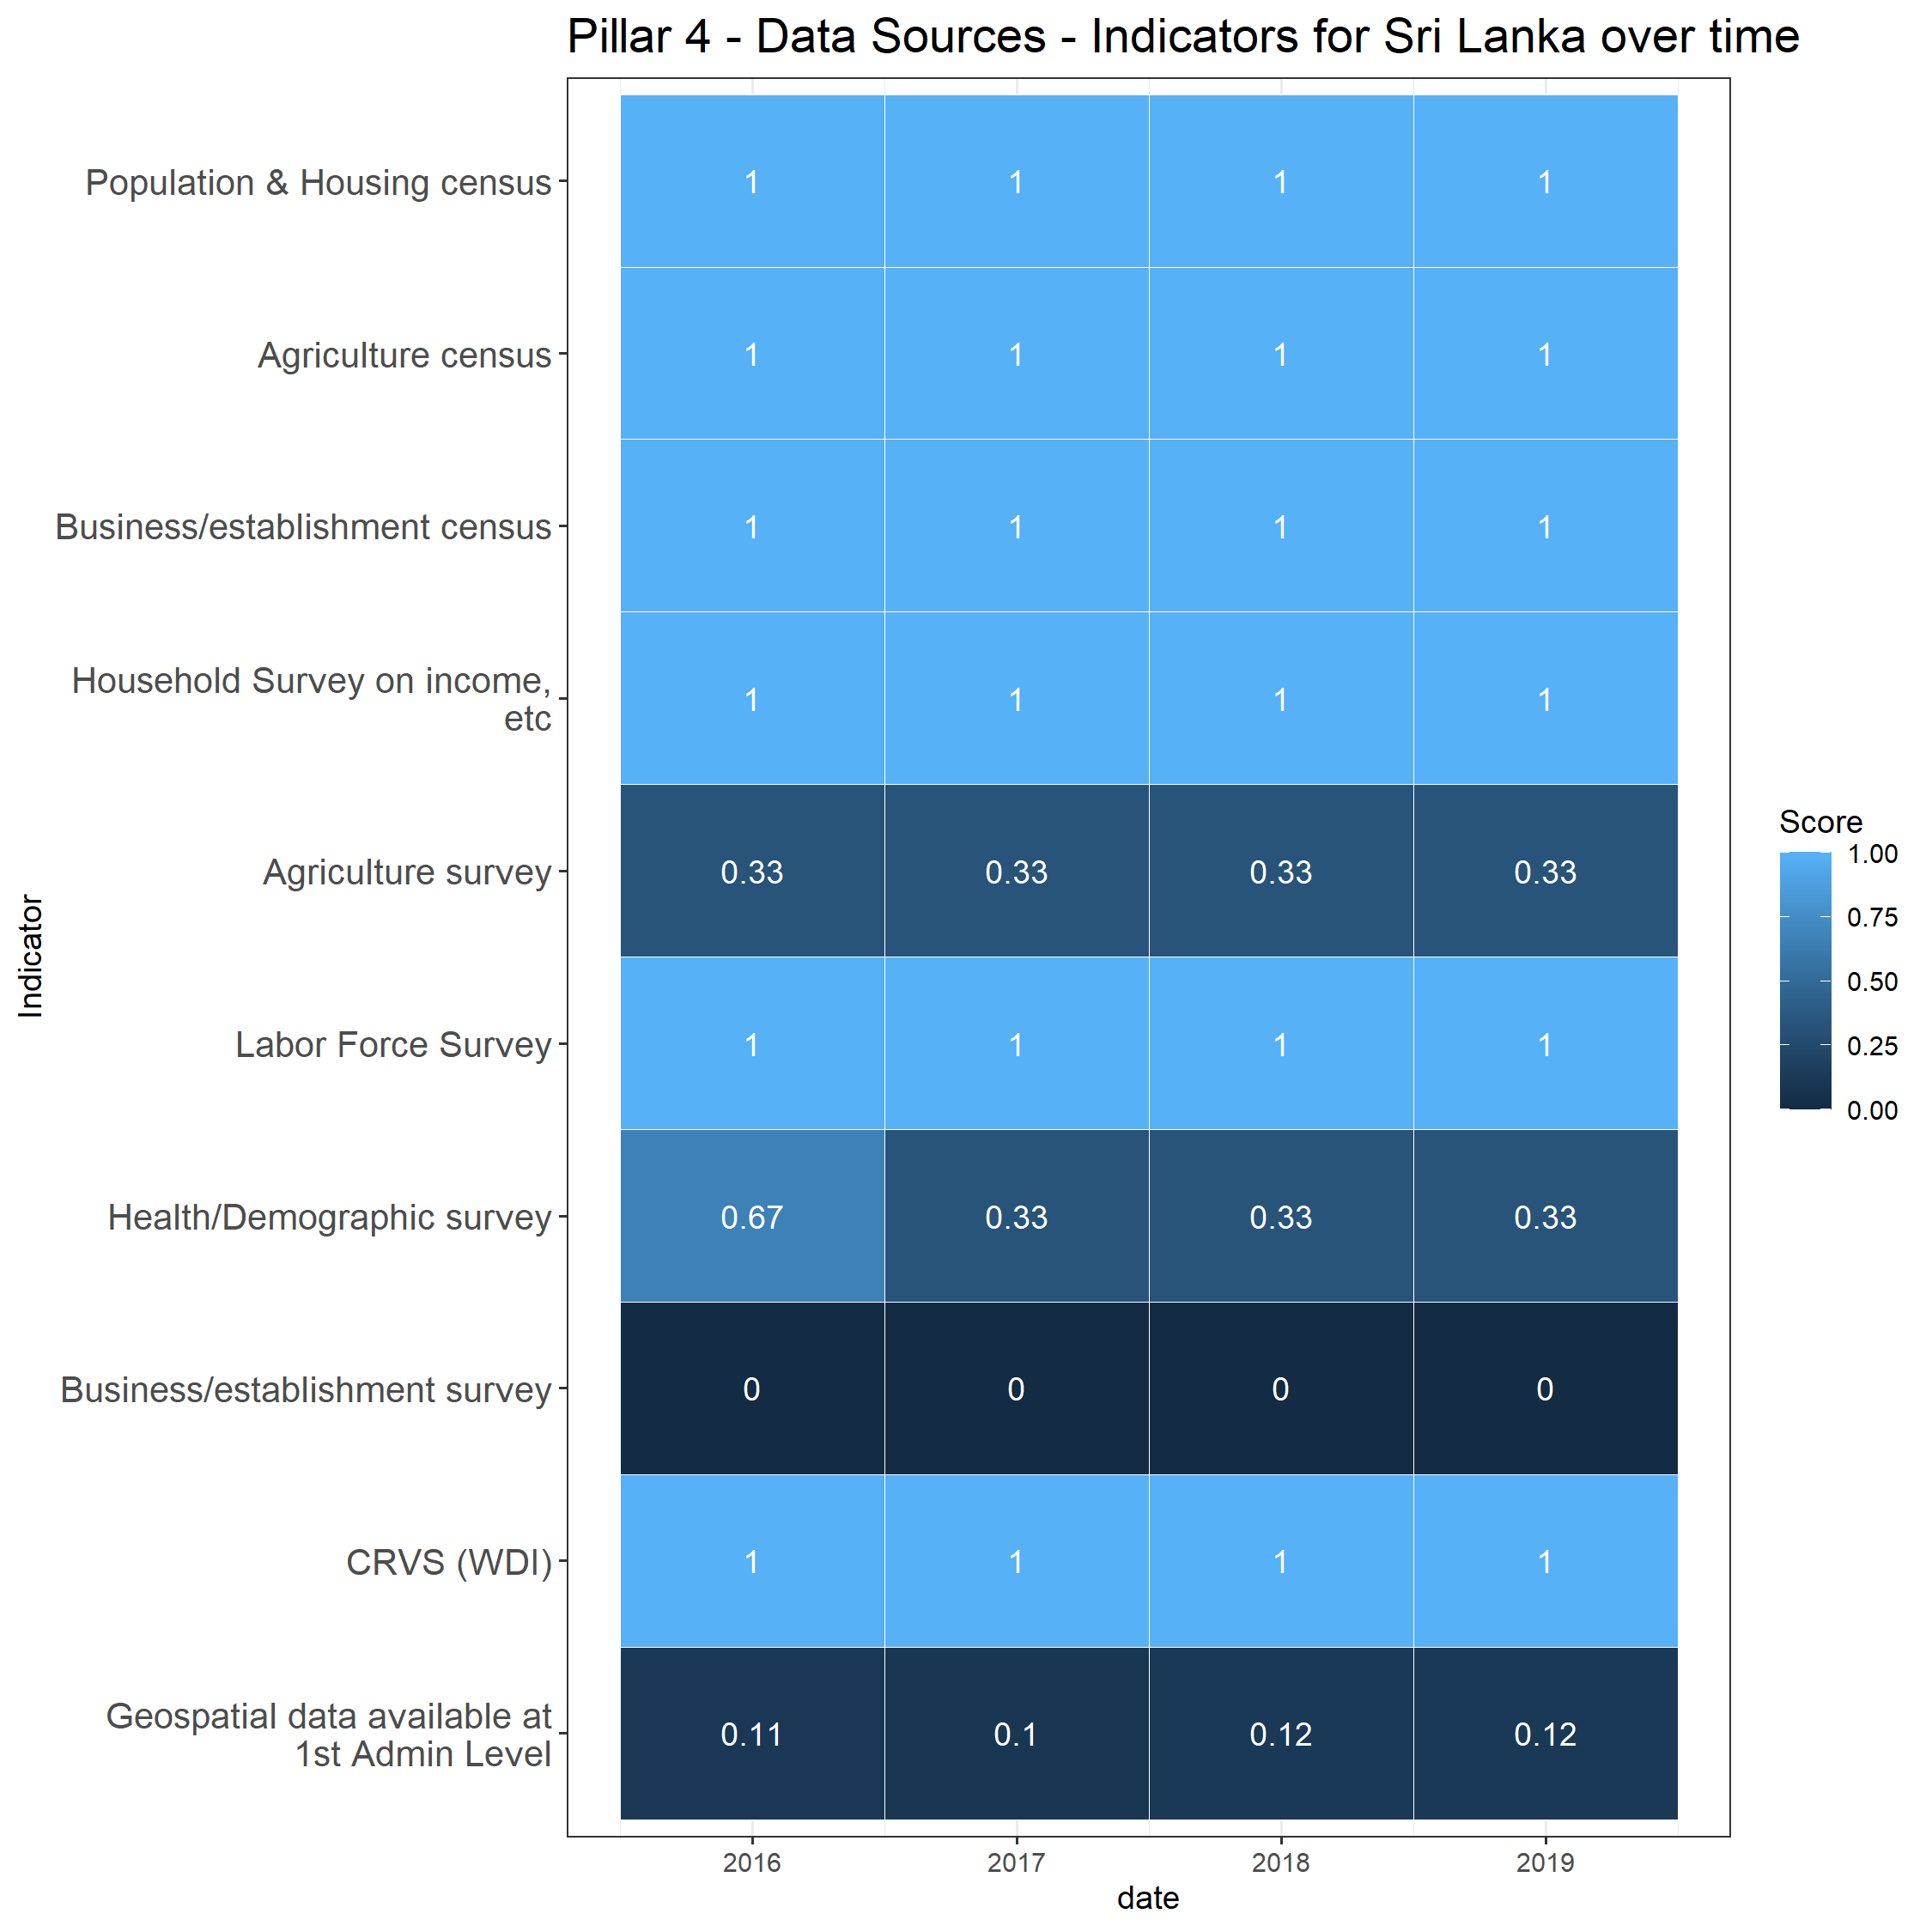 Pillar 4 - Data Sources - Indicators for Sri Lanka over time
Population & Housing census
1 1 1 1
Agriculture census
1 1 1 1
Business/establishment census
1 1 1 1
Household Survey on income,
etc
1 1 1 1
Agriculture survey
0.33 0.33 0.33 0.33
Labor Force Survey
1 1 1 1
Health/Demographic survey
0.67 0.33 0.33 0.33
Business/establishment survey
0 0 0 0
CRVS (WDI)
1 1 1 1
Geospatial data available at
1st Admin Level
0.11 0.1 0.12 0.12
2016 2017 2018 2019
date
Indicator
Score
1.00
0.75
0.50
0.25
0.00